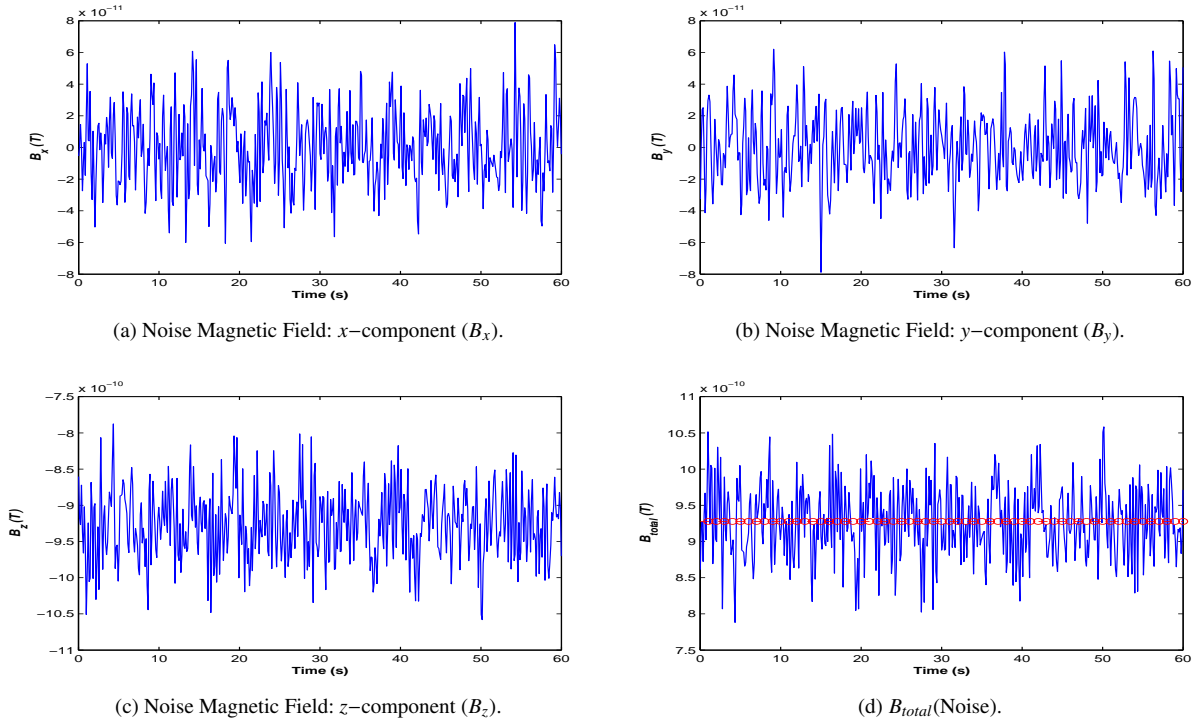 × 10⁻¹¹
8
6
4
2
0
−2
−4
−6
−8
0 10 20 30 40 50 60
B_x (T)
Time (s)
(a) Noise Magnetic Field: x−component (B_x).
× 10⁻¹¹
8
6
4
2
0
−2
−4
−6
−8
0 10 20 30 40 50 60
B_y (T)
Time (s)
(b) Noise Magnetic Field: y−component (B_y).
× 10⁻¹⁰
−7.5
−8
−8.5
−9
−9.5
−10
−10.5
−11
0 10 20 30 40 50 60
B_z (T)
Time (s)
(c) Noise Magnetic Field: z−component (B_z).
× 10⁻¹⁰
11
10.5
10
9.5
9
8.5
8
7.5
0 10 20 30 40 50 60
B_total (T)
Time (s)
(d) B_total(Noise).